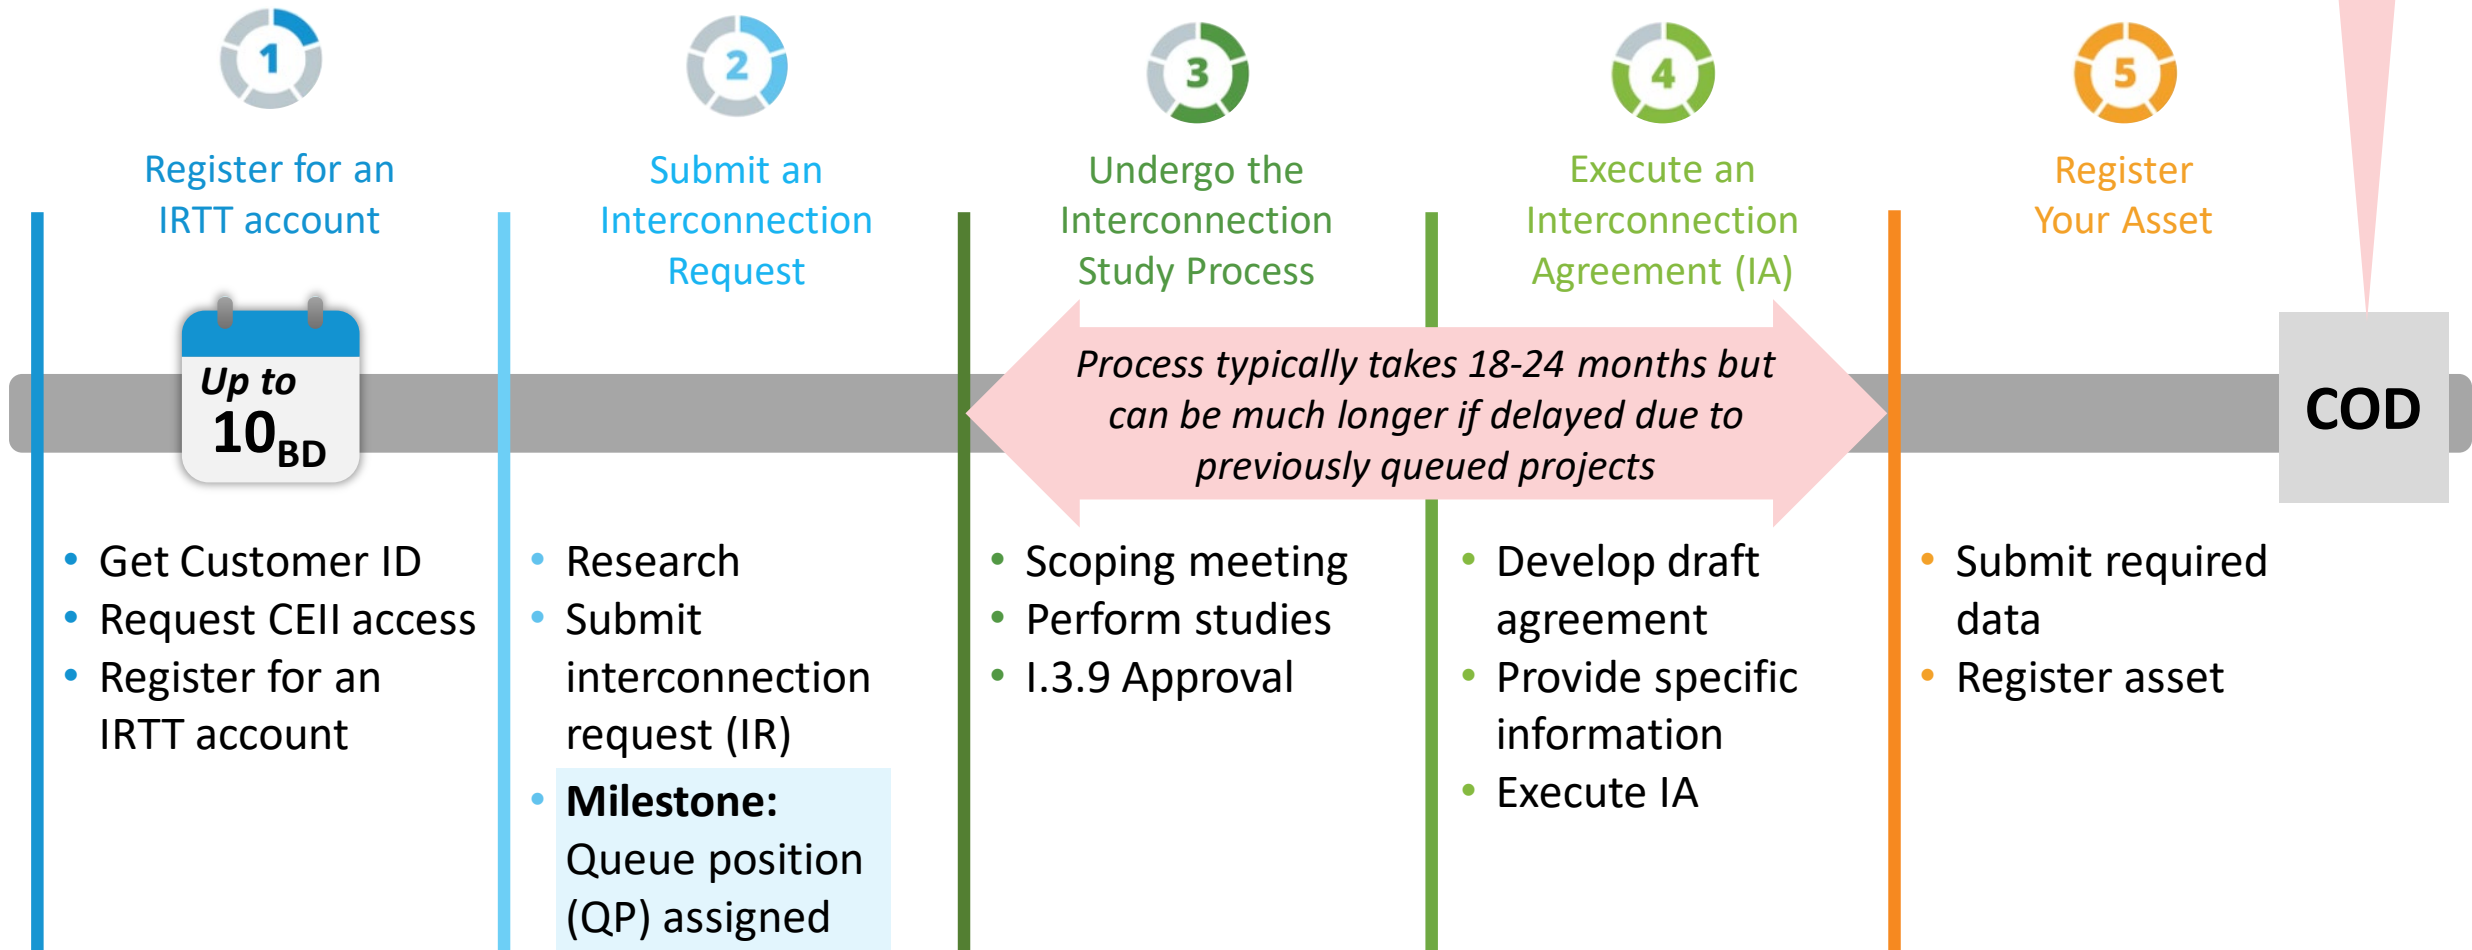 1
Register for an
IRTT account
Up to
10BD
• Get Customer ID
• Request CEII access
• Register for an
IRTT account
2
Submit an
Interconnection
Request
• Research
• Submit
interconnection
request (IR)
• Milestone:
Queue position
(QP) assigned
3
Undergo the
Interconnection
Study Process
Process typically takes 18-24 months but
can be much longer if delayed due to
previously queued projects
• Scoping meeting
• Perform studies
• I.3.9 Approval
4
Execute an
Interconnection
Agreement (IA)
• Develop draft
agreement
• Provide specific
information
• Execute IA
5
Register
Your Asset
• Submit required
data
• Register asset
COD